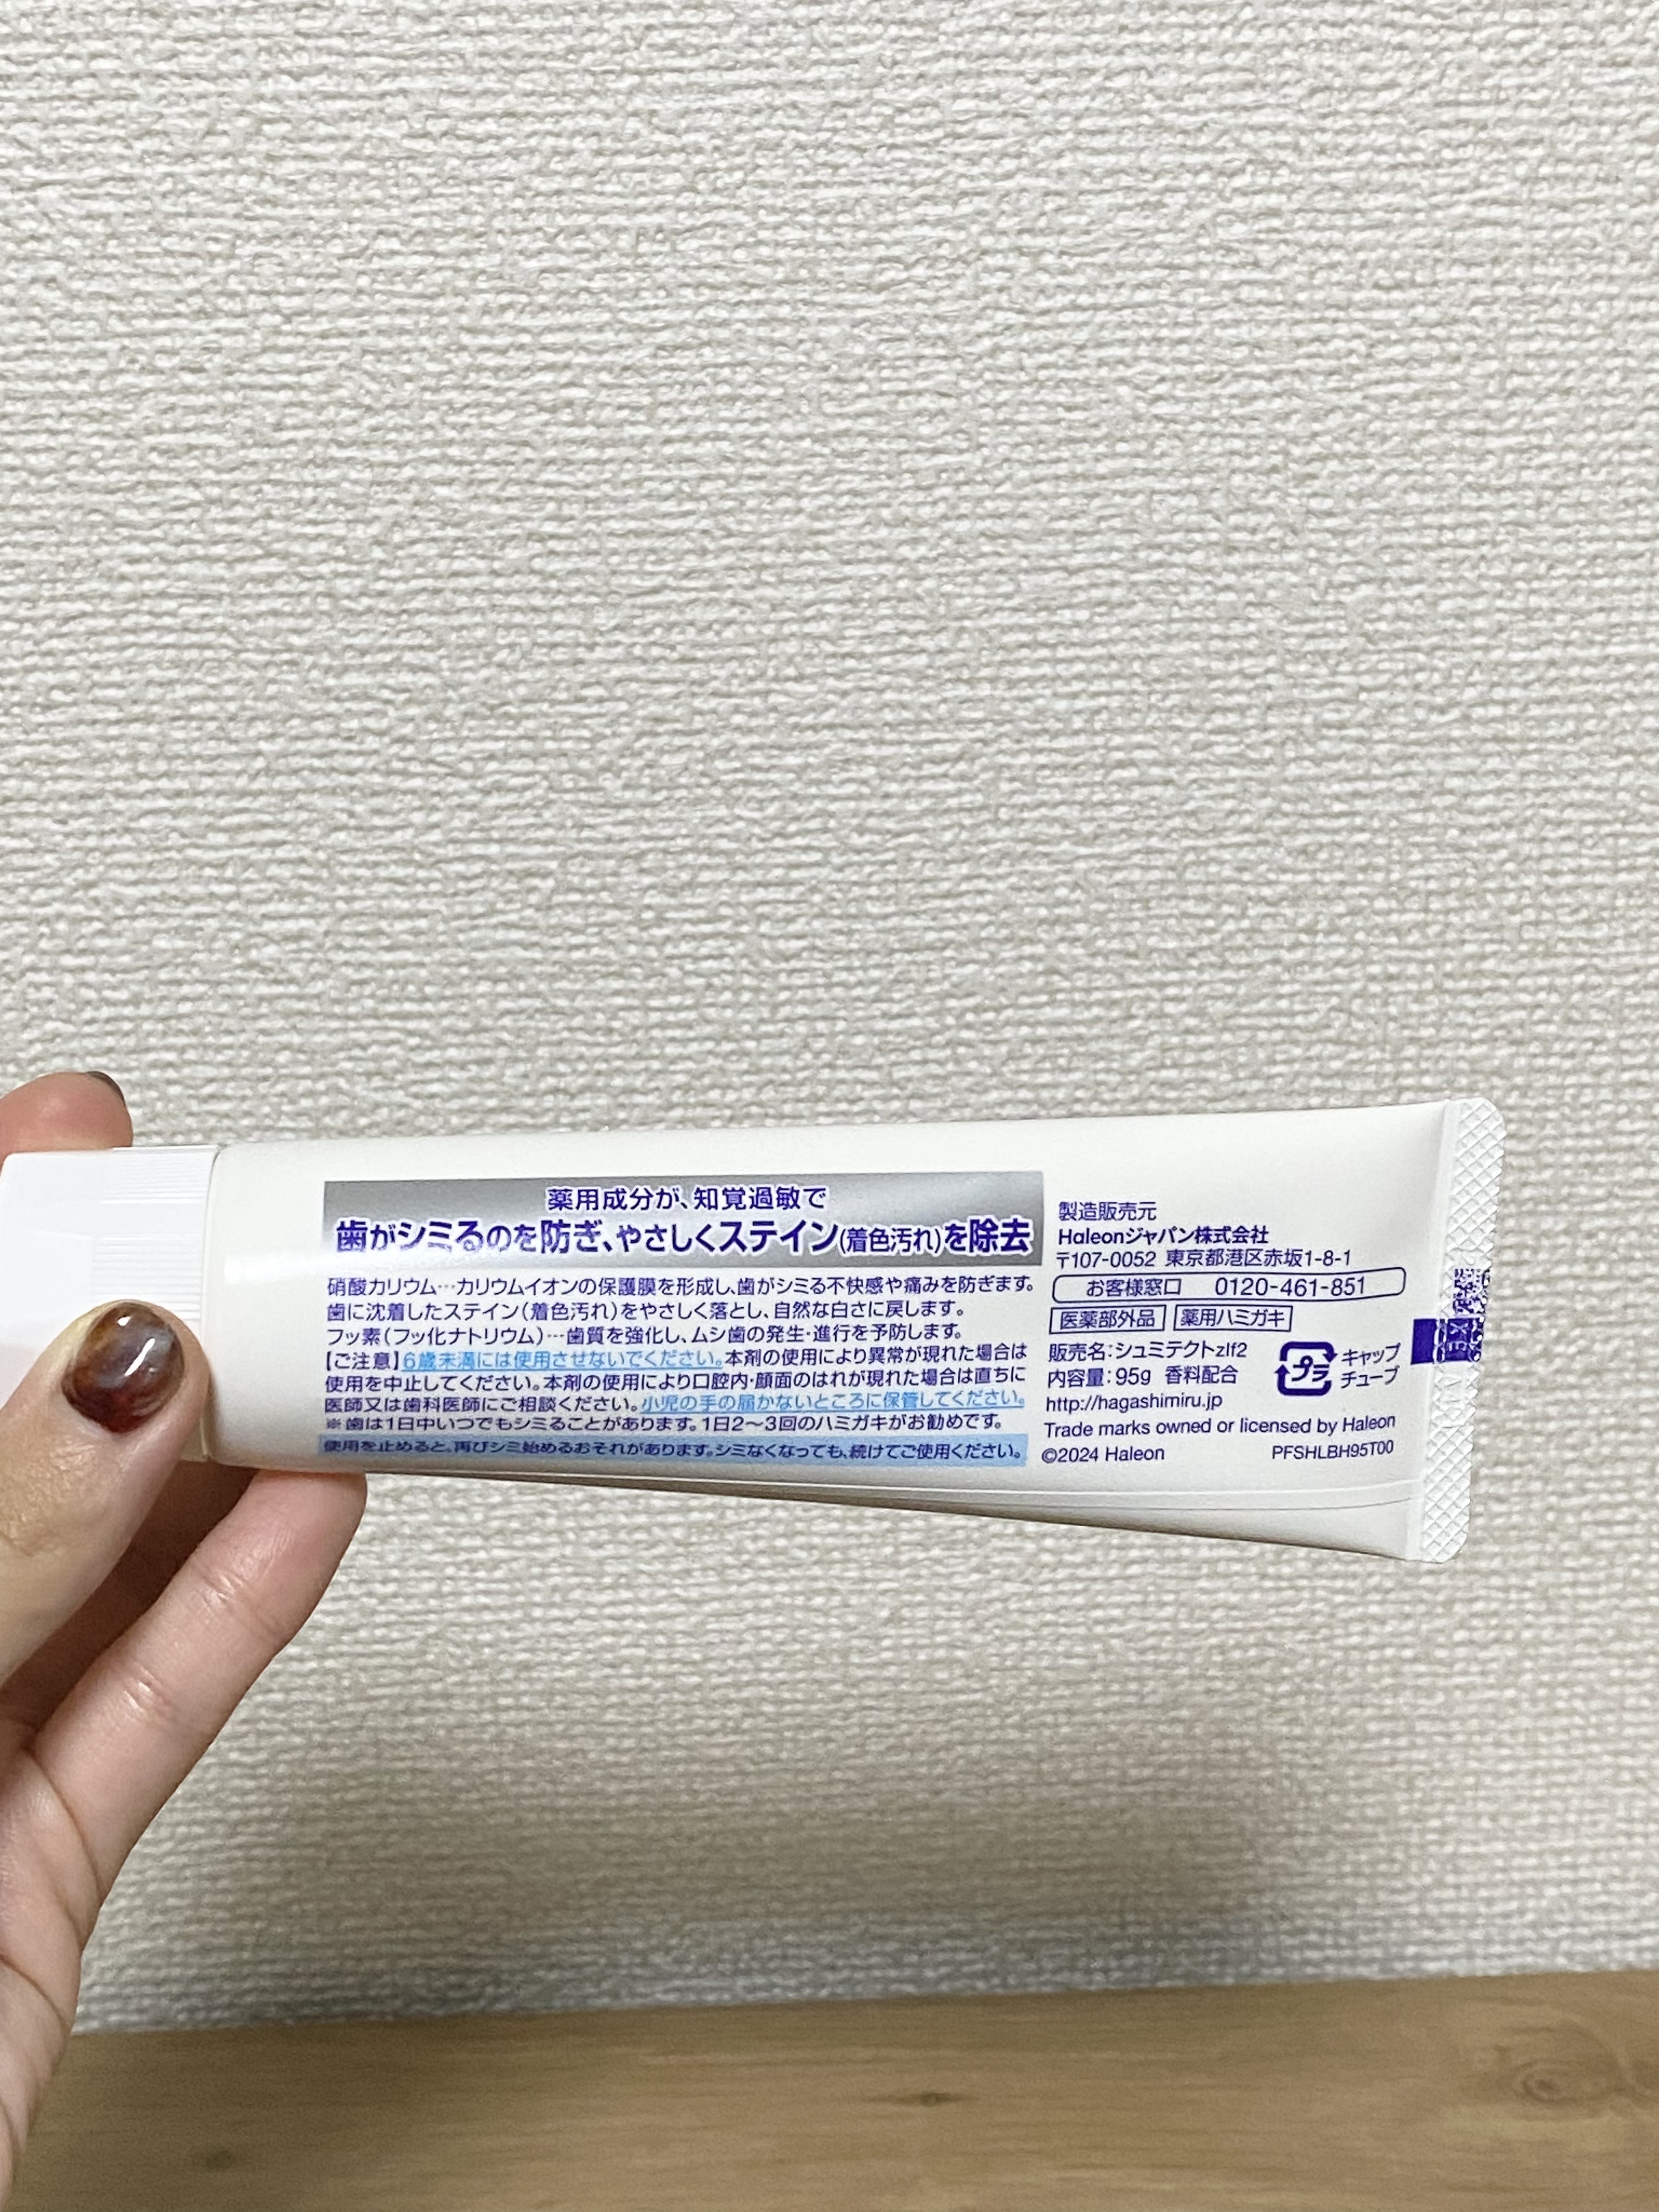 薬用成分が、知覚過敏で
歯がシミるのを防ぎ、やさしくステイン(着色汚れ)を除去
硝酸カリウム…カリウムイオンの保護膜を形成し、歯がシミる不快感や痛みを防ぎます。
歯に沈着したステイン(着色汚れ)をやさしく落とし、自然な白さに戻します。
フッ素(フッ化ナトリウム)…歯質を強化し、ムシ歯の発生・進行を予防します。
【ご注意】6歳未満には使用させないでください。本剤の使用により異常が現れた場合は
使用を中止してください。本剤の使用により口腔内・顔面のはれが現れた場合は直ちに
医師又は歯科医師にご相談ください。小児の手の届かないところに保管してください。
※歯は1日中いつでもシミることがあります。1日2〜3回のハミガキがお勧めです。
使用を止めると、再びシミ始めるおそれがあります。シミなくなっても、続けてご使用ください。
製造販売元
Haleonジャパン株式会社
〒107-0052 東京都港区赤坂1-8-1
お客様窓口 0120-461-851
医薬部外品 薬用ハミガキ
販売名:シュミテクトzlf2
内容量:95g 香料配合
プラ キャップ
チューブ
http://hagashimiru.jp
Trade marks owned or licensed by Haleon
©2024 Haleon PFSHLBH95T00